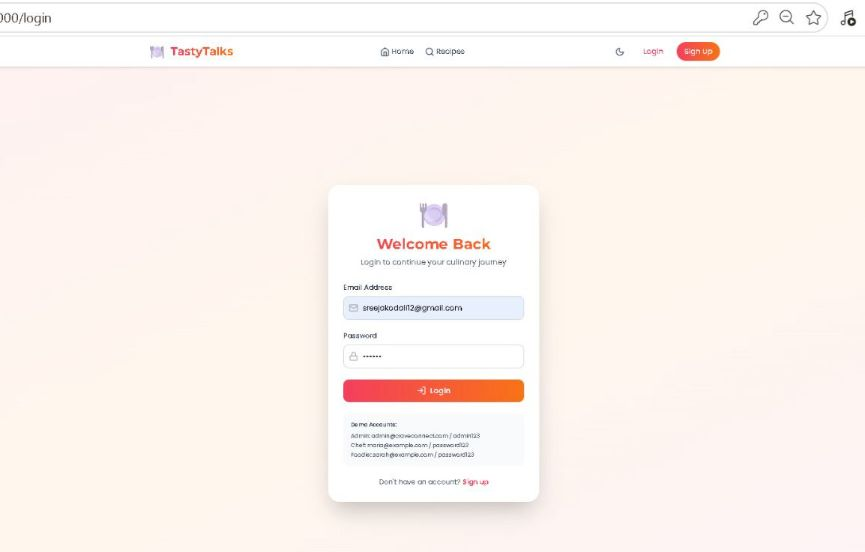 000/login
TastyTalks
Home
Recipes
Login
Sign Up
Welcome Back
Login to continue your culinary journey
Email Address
sreejakodali12@gmail.com
Password
••••••
Login
Demo Accounts:
Admin: admin@craveconnect.com / admin123
Chef: maria@example.com / password123
Foodie: sarah@example.com / password123
Don't have an account? Sign up